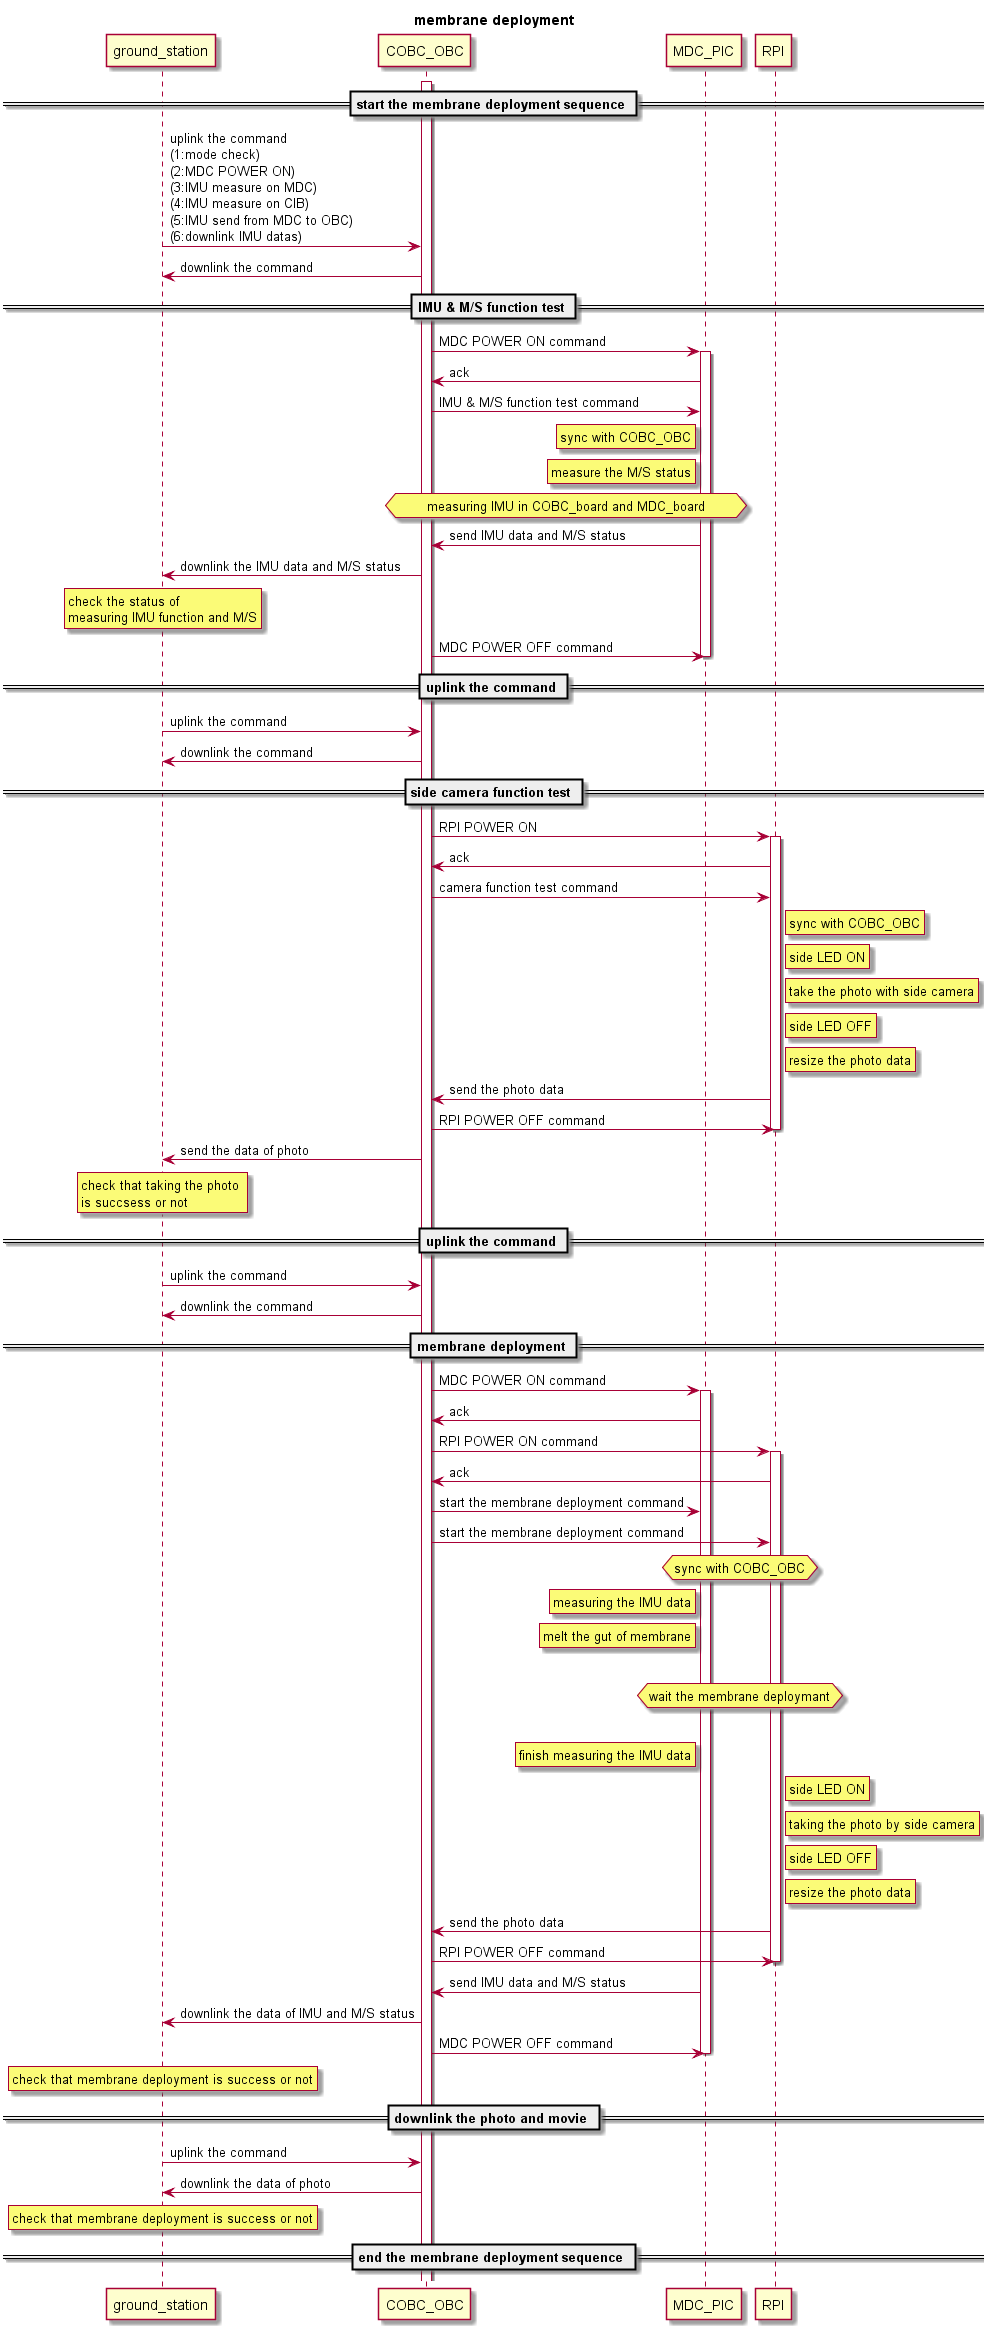 membrane deployment
ground_station
COBC_OBC
MDC_PIC
RPI
start the membrane deployment sequence
uplink the command
(1:mode check)
(2:MDC POWER ON)
(3:IMU measure on MDC)
(4:IMU measure on CIB)
(5:IMU send from MDC to OBC)
(6:downlink IMU datas)
downlink the command
IMU & M/S function test
MDC POWER ON command
ack
IMU & M/S function test command
sync with COBC_OBC
measure the M/S status
measuring IMU in COBC_board and MDC_board
send IMU data and M/S status
downlink the IMU data and M/S status
check the status of
measuring IMU function and M/S
MDC POWER OFF command
uplink the command
uplink the command
downlink the command
side camera function test
RPI POWER ON
ack
camera function test command
sync with COBC_OBC
side LED ON
take the photo with side camera
side LED OFF
resize the photo data
send the photo data
RPI POWER OFF command
send the data of photo
check that taking the photo
is succsess or not
uplink the command
uplink the command
downlink the command
membrane deployment
MDC POWER ON command
ack
RPI POWER ON command
ack
start the membrane deployment command
start the membrane deployment command
sync with COBC_OBC
measuring the IMU data
melt the gut of membrane
wait the membrane deploymant
finish measuring the IMU data
side LED ON
taking the photo by side camera
side LED OFF
resize the photo data
send the photo data
RPI POWER OFF command
send IMU data and M/S status
downlink the data of IMU and M/S status
MDC POWER OFF command
check that membrane deployment is success or not
downlink the photo and movie
uplink the command
downlink the data of photo
check that membrane deployment is success or not
end the membrane deployment sequence
ground_station
COBC_OBC
MDC_PIC
RPI